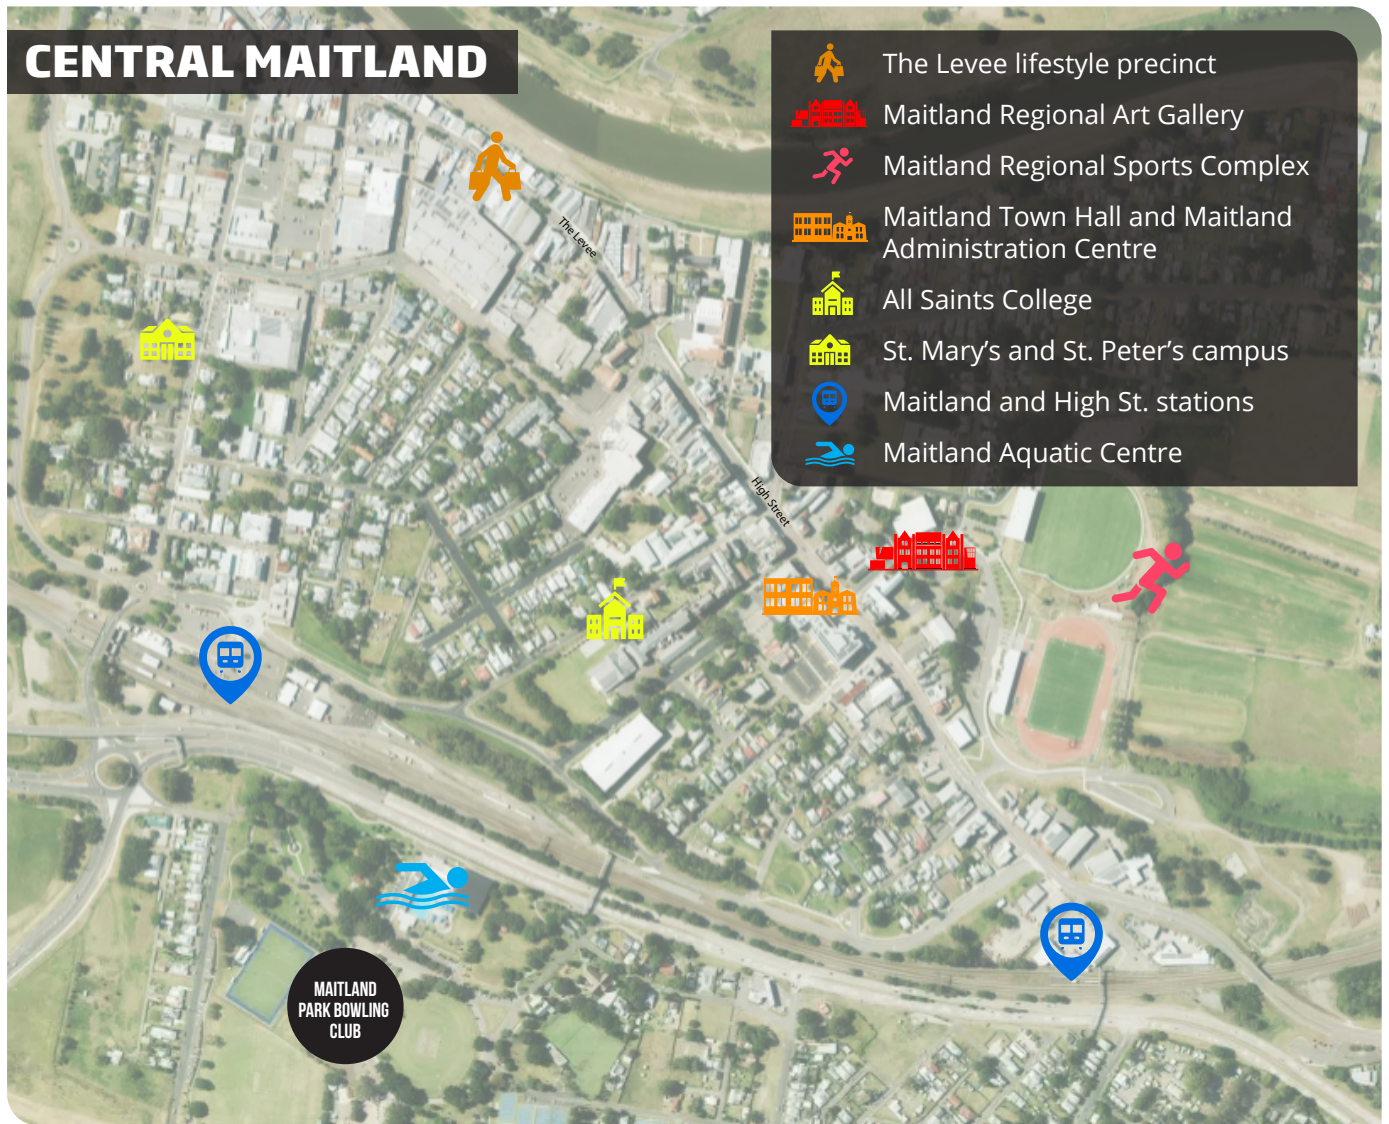 CENTRAL MAITLAND
The Levee lifestyle precinct
Maitland Regional Art Gallery
Maitland Regional Sports Complex
Maitland Town Hall and Maitland
Administration Centre
All Saints College
St. Mary’s and St. Peter’s campus
Maitland and High St. stations
Maitland Aquatic Centre
The Levee
High Street
MAITLAND
PARK BOWLING
CLUB